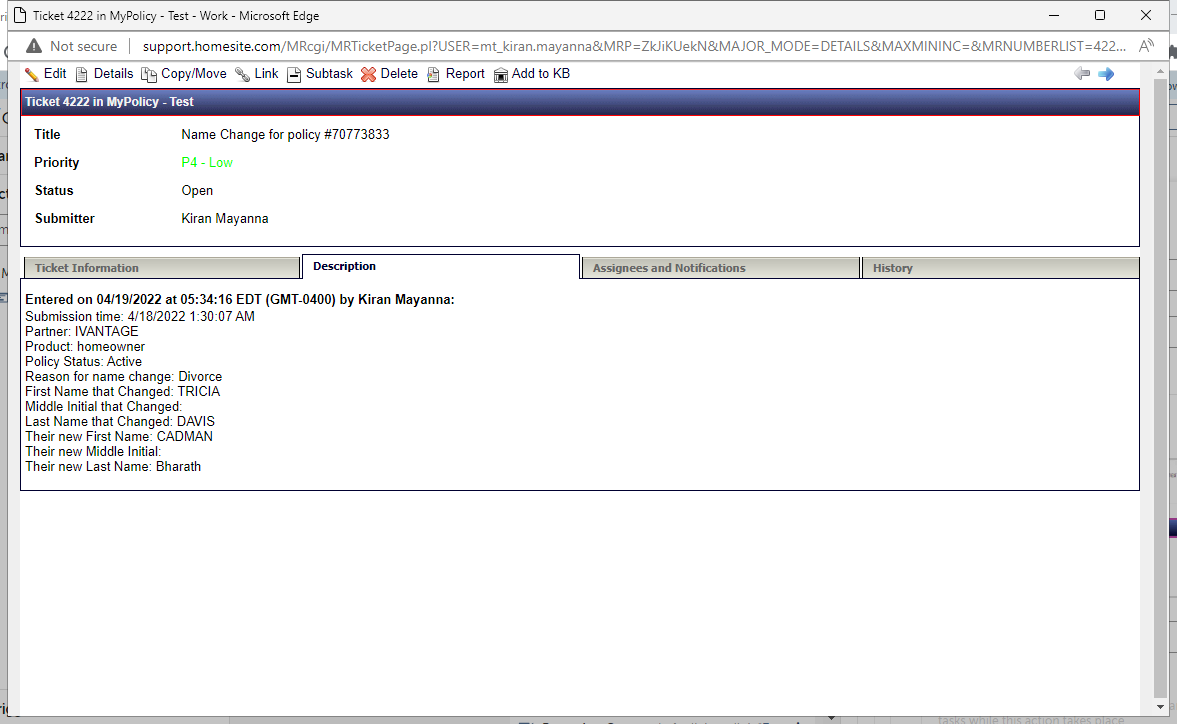 Ticket 4222 in MyPolicy - Test - Work - Microsoft Edge
Not secure | support.homesite.com/MRcgi/MRTicketPage.pl?USER=mt_kiran.mayanna&MRP=ZkJiKUekN&MAJOR_MODE=DETAILS&MAXMININC=&MRNUMBERLIST=422...
Edit Details Copy/Move Link Subtask Delete Report Add to KB
Ticket 4222 in MyPolicy - Test
Title Name Change for policy #70773833
Priority P4 - Low
Status Open
Submitter Kiran Mayanna
Ticket Information Description Assignees and Notifications History
Entered on 04/19/2022 at 05:34:16 EDT (GMT-0400) by Kiran Mayanna:
Submission time: 4/18/2022 1:30:07 AM
Partner: IVANTAGE
Product: homeowner
Policy Status: Active
Reason for name change: Divorce
First Name that Changed: TRICIA
Middle Initial that Changed:
Last Name that Changed: DAVIS
Their new First Name: CADMAN
Their new Middle Initial:
Their new Last Name: Bharath
tasks while this action takes place